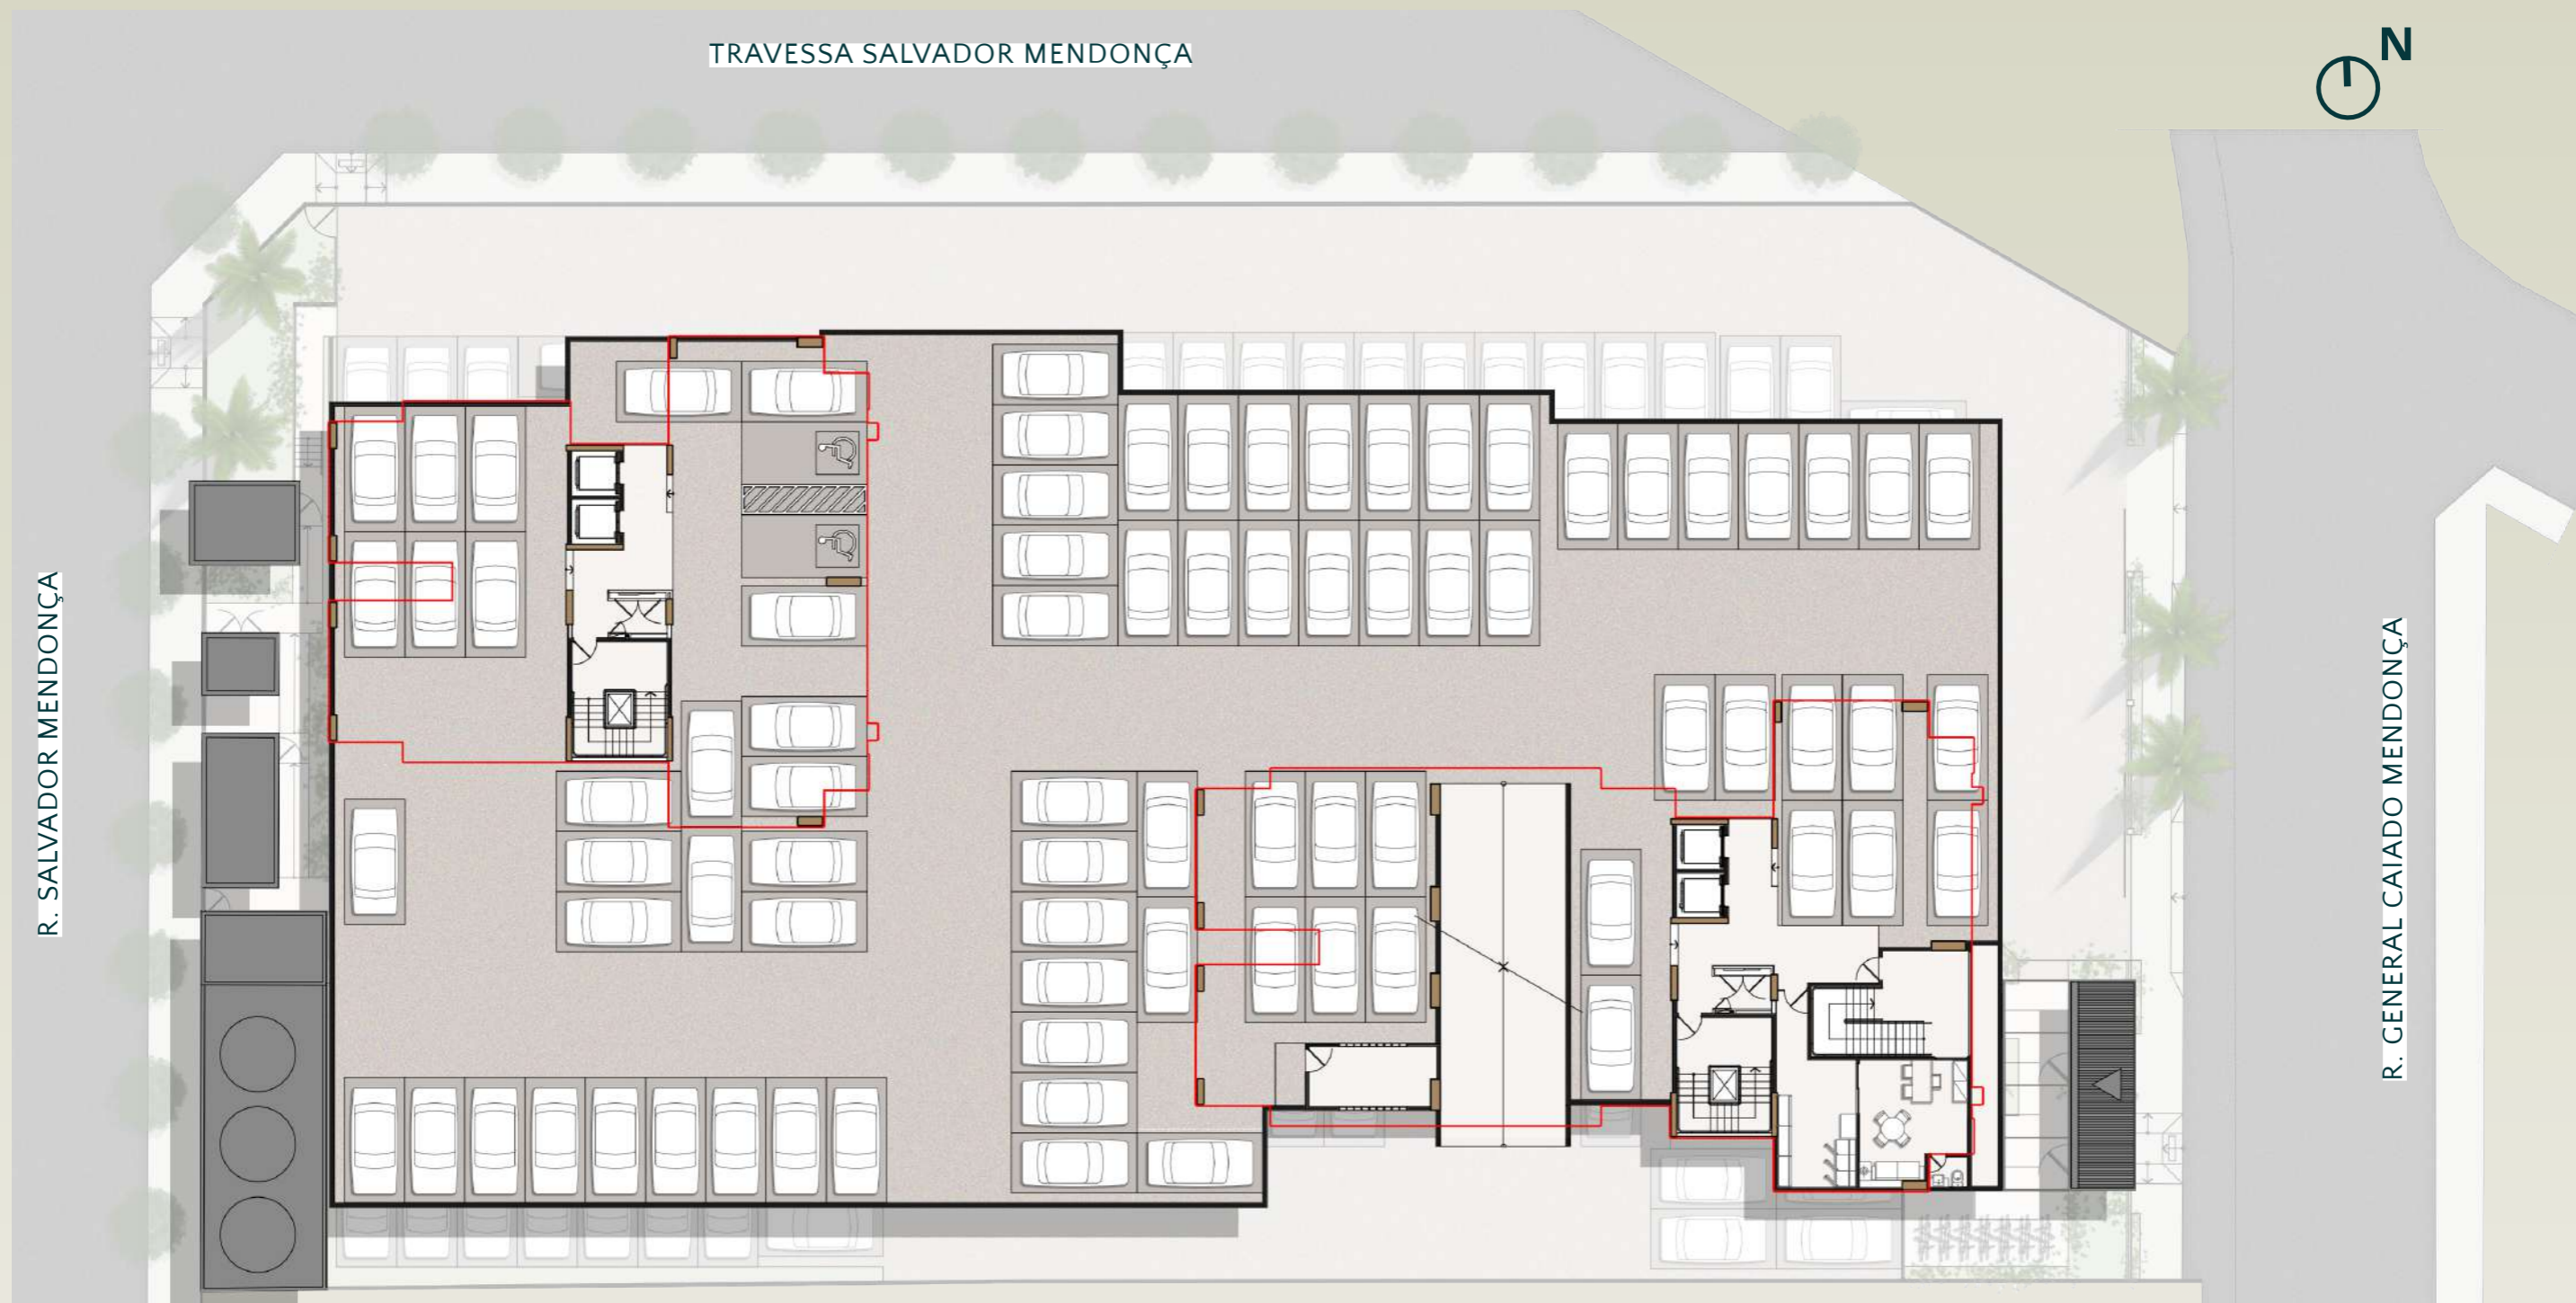 TRAVESSA SALVADOR MENDONÇA
N
R. SALVADOR MENDONÇA
R. GENERAL CAIADO MENDONÇA